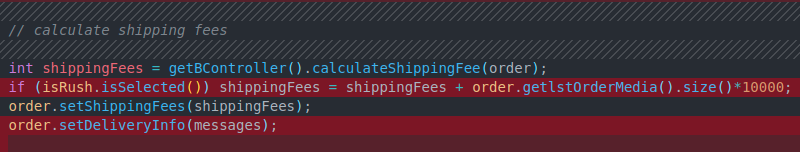 // calculate shipping fees
int shippingFees = getBController().calculateShippingFee(order);
if (isRush.isSelected()) shippingFees = shippingFees + order.getlstOrderMedia().size()*10000;
order.setShippingFees(shippingFees);
order.setDeliveryInfo(messages);